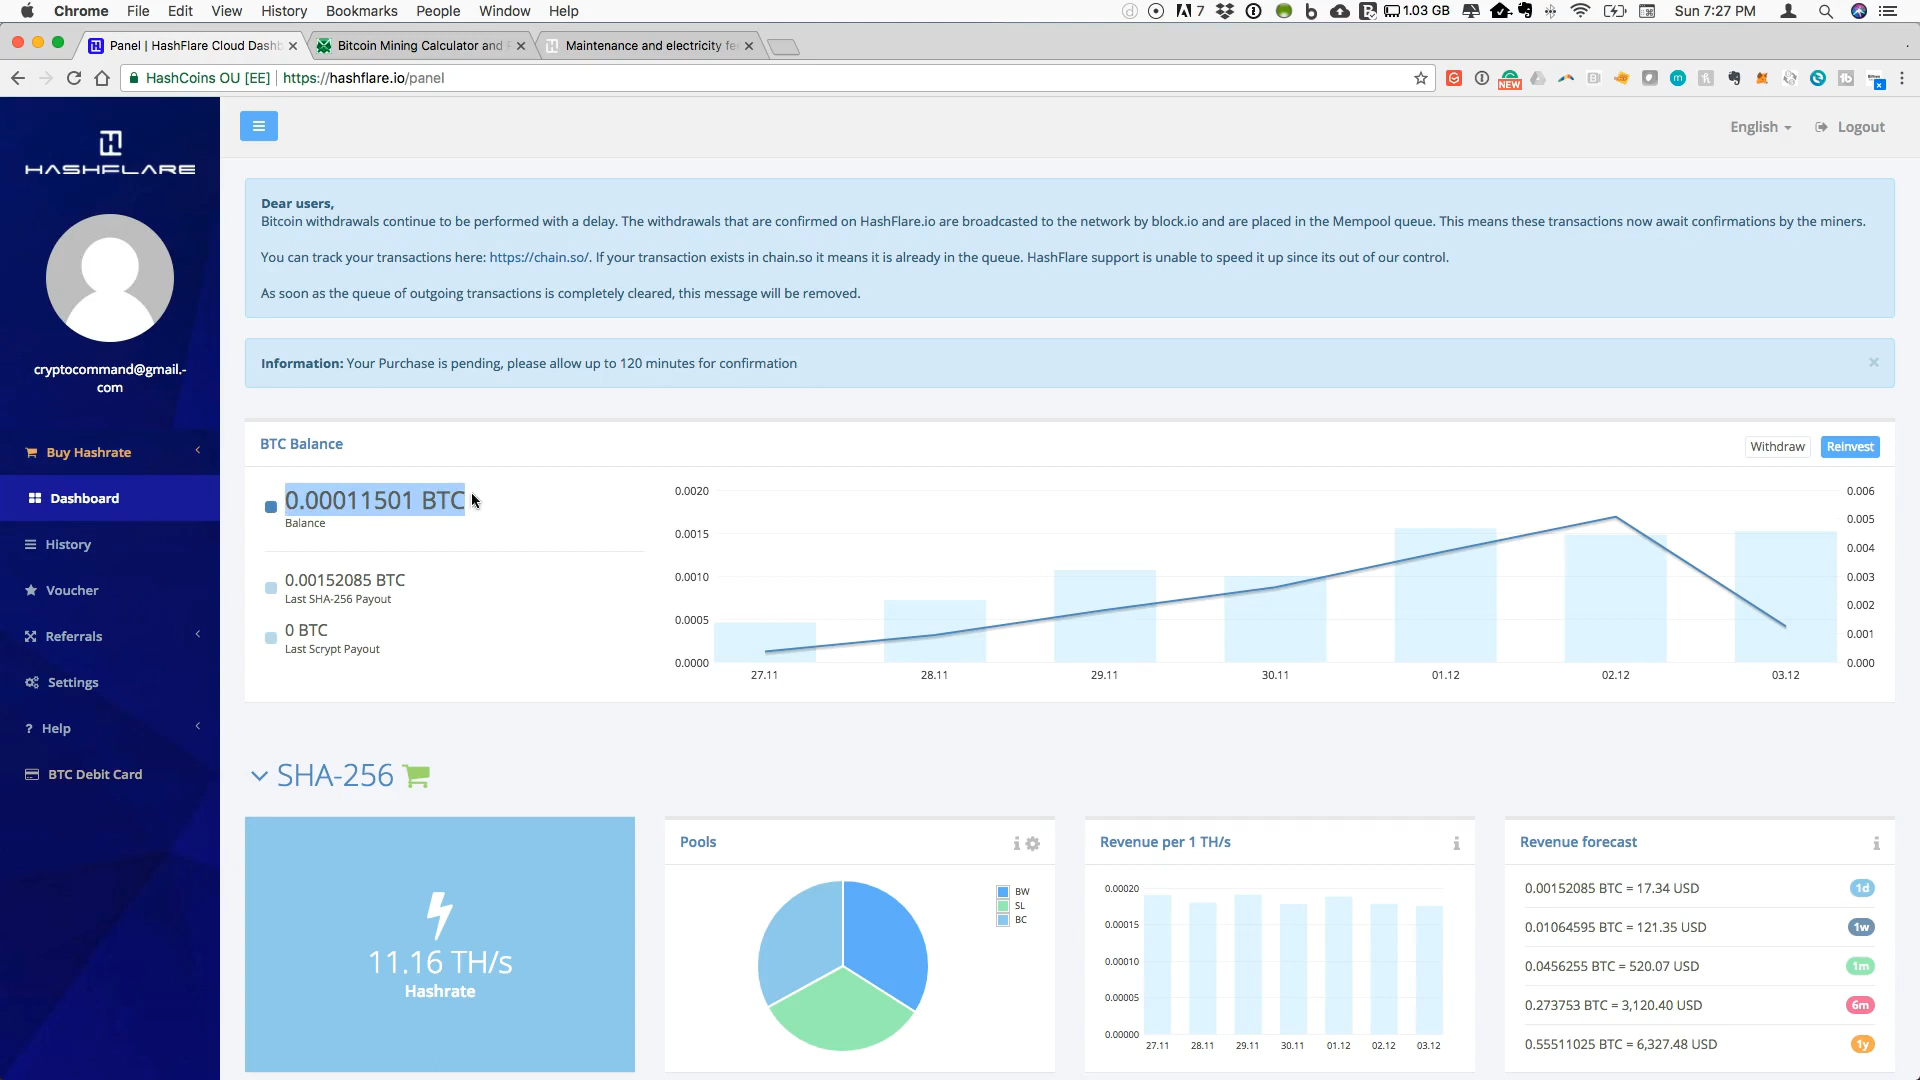 Chrome File Edit View History Bookmarks People Window Help 7 1.03 GB Sun 7:27 PM
Panel | HashFlare Cloud Dashb Bitcoin Mining Calculator and Maintenance and electricity fe
HashCoins OU [EE] https://hashflare.io/panel NEW
HASHFLARE
English Logout
cryptocommand@gmail.-
com
Buy Hashrate
Dashboard
History
Voucher
Referrals
Settings
? Help
BTC Debit Card
Dear users,
Bitcoin withdrawals continue to be performed with a delay. The withdrawals that are confirmed on HashFlare.io are broadcasted to the network by block.io and are placed in the Mempool queue. This means these transactions now await confirmations by the miners.
You can track your transactions here: https://chain.so/. If your transaction exists in chain.so it means it is already in the queue. HashFlare support is unable to speed it up since its out of our control.
As soon as the queue of outgoing transactions is completely cleared, this message will be removed.
Information: Your Purchase is pending, please allow up to 120 minutes for confirmation
BTC Balance
Withdraw Reinvest
0.00011501 BTC
Balance
0.00152085 BTC
Last SHA-256 Payout
0 BTC
Last Scrypt Payout
0.0020
0.0015
0.0010
0.0005
0.0000
0.006
0.005
0.004
0.003
0.002
0.001
0.000
27.11 28.11 29.11 30.11 01.12 02.12 03.12
SHA-256
11.16 TH/s
Hashrate
Pools
BW
SL
BC
Revenue per 1 TH/s
0.00020
0.00015
0.00010
0.00005
0.00000
27.11 28.11 29.11 30.11 01.12 02.12 03.12
Revenue forecast
0.00152085 BTC = 17.34 USD 1d
0.01064595 BTC = 121.35 USD 1w
0.0456255 BTC = 520.07 USD 1m
0.273753 BTC = 3,120.40 USD 6m
0.55511025 BTC = 6,327.48 USD 1y